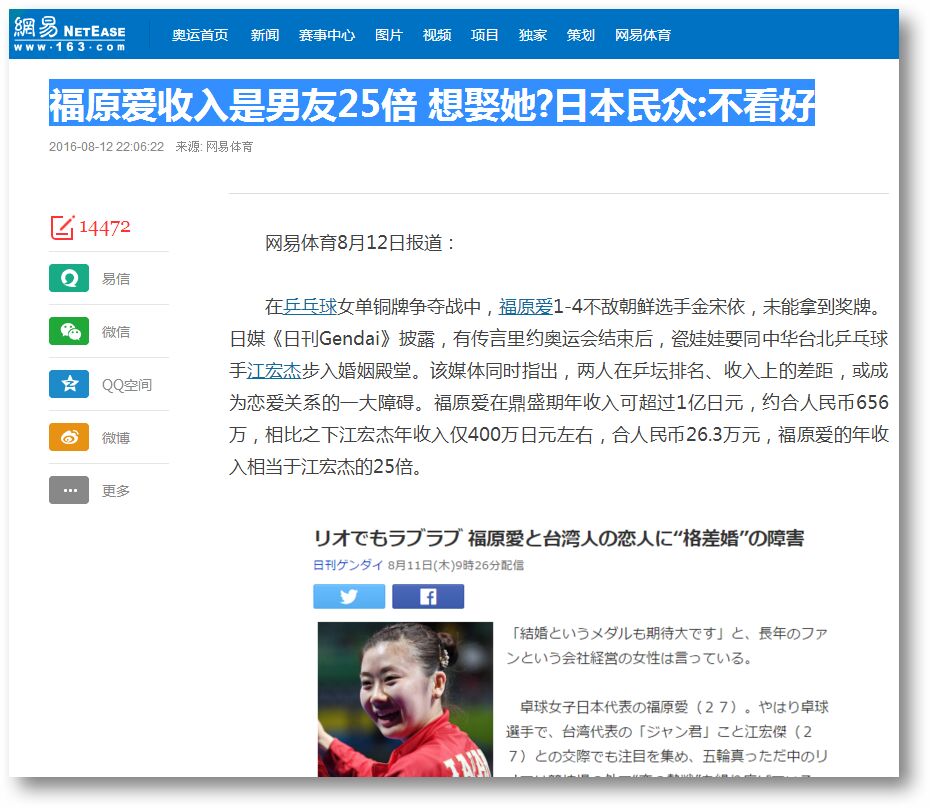 網易 NETEASE
www.163.com
奥运首页 新闻 赛事中心 图片 视频 项目 独家 策划 网易体育
福原爱收入是男友25倍 想娶她?日本民众:不看好
2016-08-12 22:06:22 来源: 网易体育
14472
易信
微信
QQ空间
微博
更多
网易体育8月12日报道：
在乒乓球女单铜牌争夺战中，福原爱1-4不敌朝鲜选手金宋依，未能拿到奖牌。
日媒《日刊Gendai》披露，有传言里约奥运会结束后，瓷娃娃要同中华台北乒乓球
手江宏杰步入婚姻殿堂。该媒体同时指出，两人在乒坛排名、收入上的差距，或成
为恋爱关系的一大障碍。福原爱在鼎盛期年收入可超过1亿日元，约合人民币656
万，相比之下江宏杰年收入仅400万日元左右，合人民币26.3万元，福原爱的年收
入相当于江宏杰的25倍。
リオでもラブラブ 福原愛と台湾人の恋人に“格差婚”の障害
日刊ゲンダイ 8月11日(木)9時26分配信
「結婚というメダルも期待大です」と、長年のファ
ンという会社経営の女性は言っている。
卓球女子日本代表の福原愛（２７）。やはり卓球
選手で、台湾代表の「ジャン君」こと江宏傑（２
７）との交際でも注目を集め、五輪真っただ中のリ